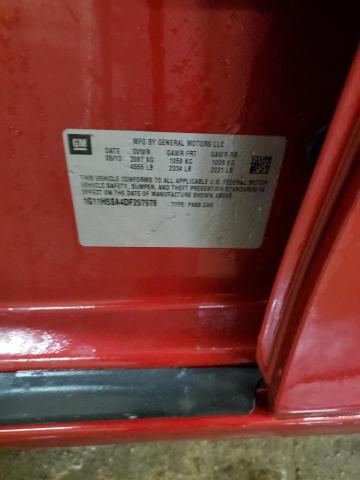 GM
MFD BY GENERAL MOTORS LLC
DATE GVWR GAWR FRT GAWR RR
05/13 2067 KG 1058 KG 1009 KG
4555 LB 2334 LB 2221 LB
THIS VEHICLE CONFORMS TO ALL APPLICABLE U.S. FEDERAL MOTOR
VEHICLE SAFETY, BUMPER, AND THEFT PREVENTION STANDARDS IN
EFFECT ON THE DATE OF MANUFACTURE SHOWN ABOVE.
1G11H5SA4DF297978 TYPE: PASS CAR